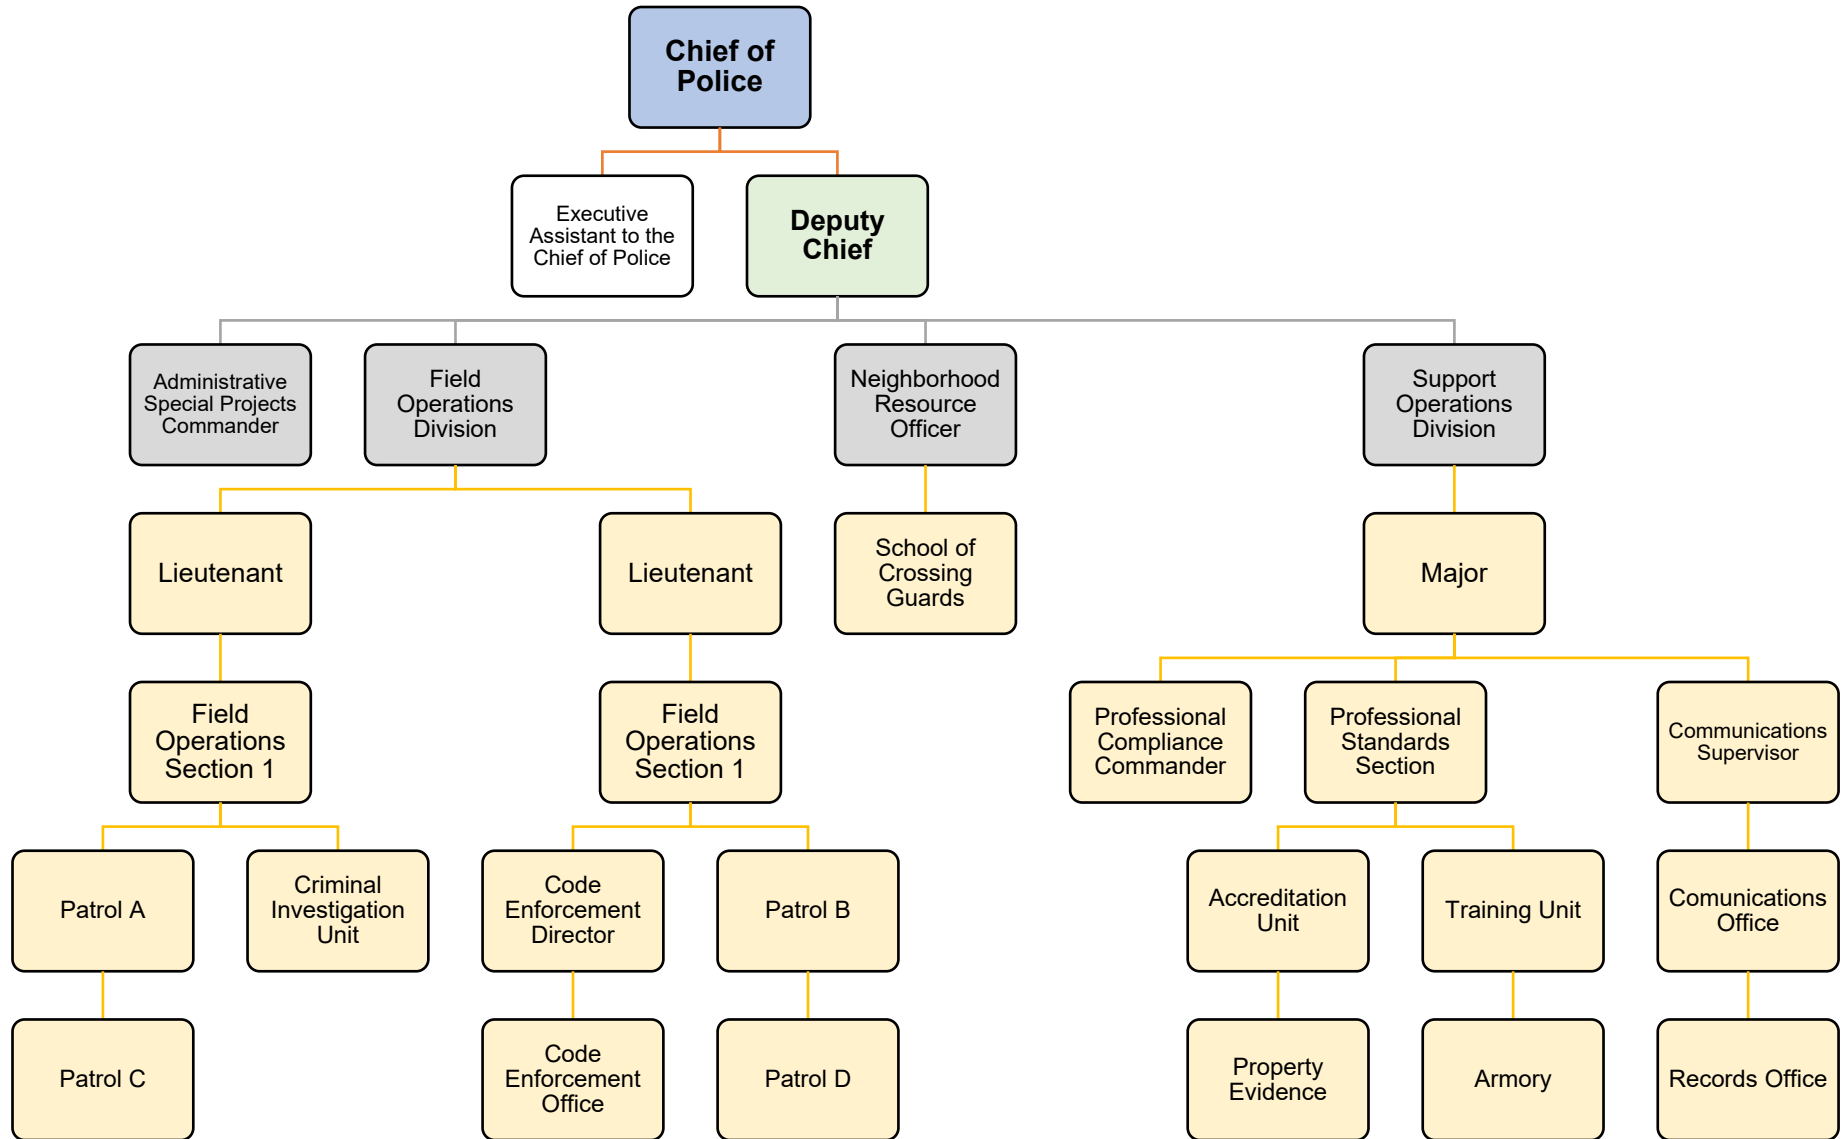 Chief of
Police
Executive
Assistant to the
Chief of Police
Deputy
Chief
Administrative
Special Projects
Commander
Field
Operations
Division
Neighborhood
Resource
Officer
Support
Operations
Division
Lieutenant
Lieutenant
School of
Crossing
Guards
Major
Field
Operations
Section 1
Field
Operations
Section 1
Professional
Compliance
Commander
Professional
Standards
Section
Communications
Supervisor
Patrol A
Criminal
Investigation
Unit
Code
Enforcement
Director
Patrol B
Accreditation
Unit
Training Unit
Comunications
Office
Patrol C
Code
Enforcement
Office
Patrol D
Property
Evidence
Armory
Records Office